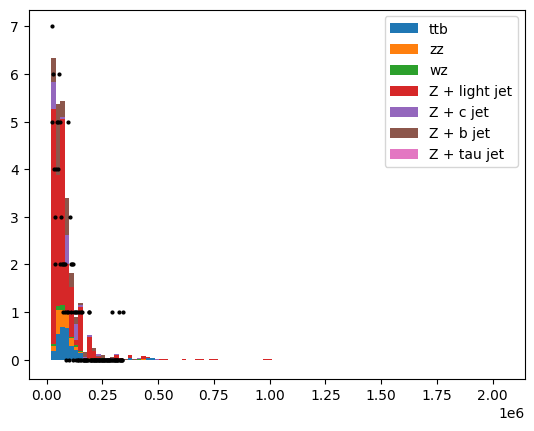 7
6
5
4
3
2
1
0
ttb
zz
wz
Z + light jet
Z + c jet
Z + b jet
Z + tau jet
0.00 0.25 0.50 0.75 1.00 1.25 1.50 1.75 2.00
1e6